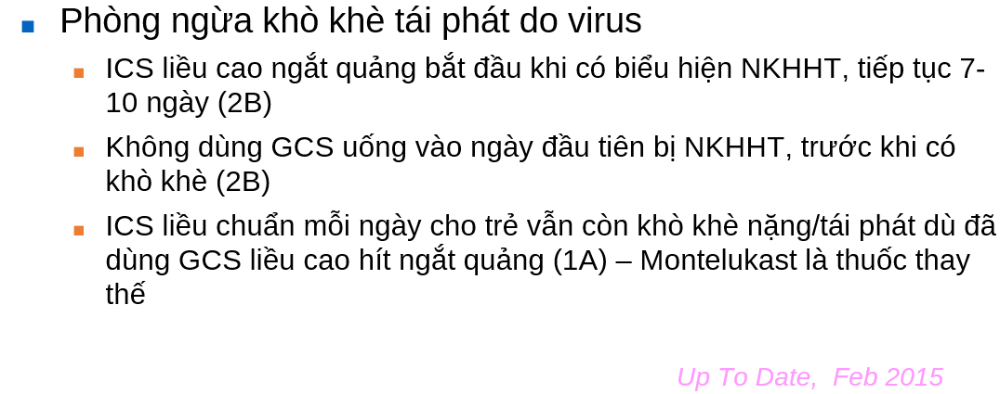 Phòng ngừa khò khè tái phát do virus
ICS liều cao ngắt quảng bắt đầu khi có biểu hiện NKHHT, tiếp tục 7-
10 ngày (2B)
Không dùng GCS uống vào ngày đầu tiên bị NKHHT, trước khi có
khò khè (2B)
ICS liều chuẩn mỗi ngày cho trẻ vẫn còn khò khè nặng/tái phát dù đã
dùng GCS liều cao hít ngắt quảng (1A) – Montelukast là thuốc thay
thế
Up To Date,  Feb 2015